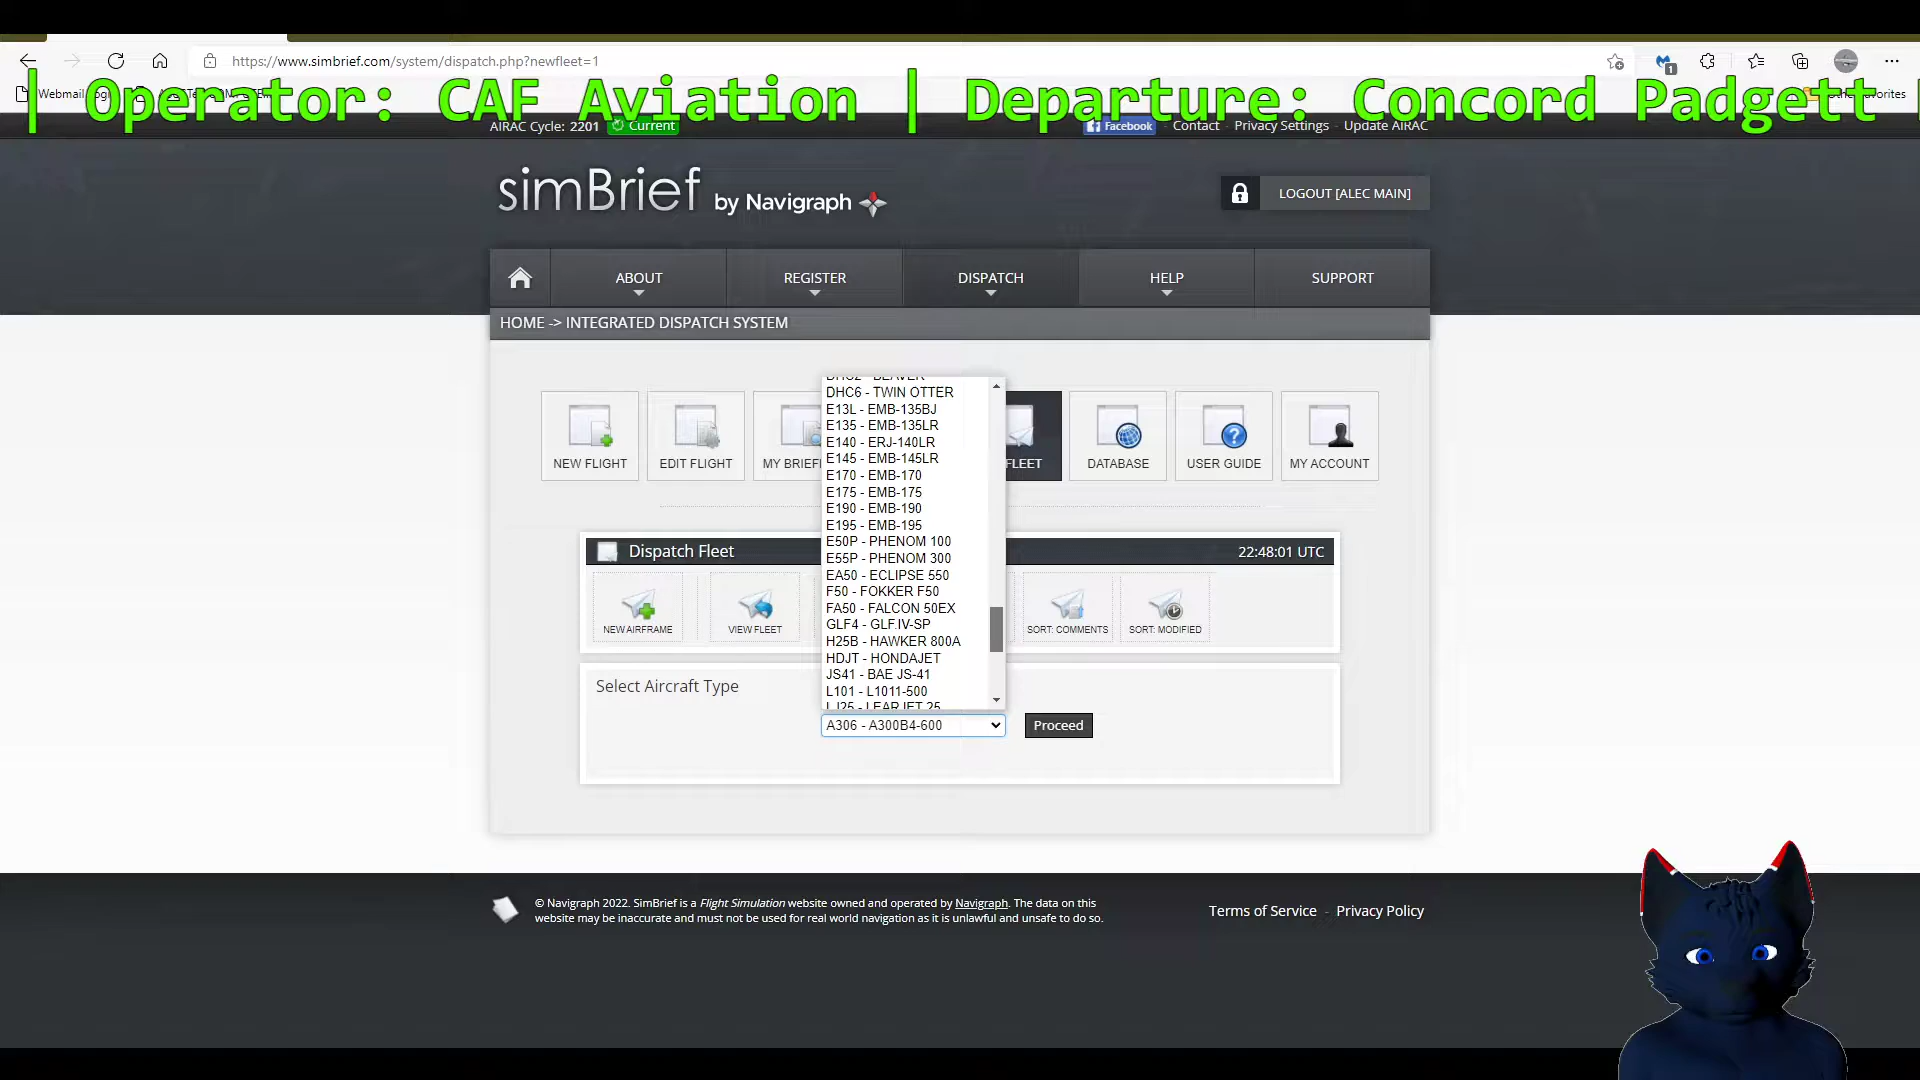 https://www.simbrief.com/system/dispatch.php?newfleet=1
| Operator: CAF Aviation | Departure: Concord Padgett
AIRAC Cycle: 2201 Current
Facebook - Contact - Privacy Settings - Update AIRAC
simBrief by Navigraph
LOGOUT [ALEC MAIN]
ABOUT
REGISTER
DISPATCH
HELP
SUPPORT
HOME -> INTEGRATED DISPATCH SYSTEM
NEW FLIGHT
EDIT FLIGHT
MY BRIEF
FLEET
DATABASE
USER GUIDE
MY ACCOUNT
DHC6 - TWIN OTTER
E13L - EMB-135BJ
E135 - EMB-135LR
E140 - ERJ-140LR
E145 - EMB-145LR
E170 - EMB-170
E175 - EMB-175
E190 - EMB-190
E195 - EMB-195
E50P - PHENOM 100
E55P - PHENOM 300
EA50 - ECLIPSE 550
F50 - FOKKER F50
FA50 - FALCON 50EX
GLF4 - GLF.IV-SP
H25B - HAWKER 800A
HDJT - HONDAJET
JS41 - BAE JS-41
L101 - L1011-500
LJ25 - LEARJET 25
Dispatch Fleet
22:48:01 UTC
NEW AIRFRAME
VIEW FLEET
SORT: COMMENTS
SORT: MODIFIED
Select Aircraft Type
A306 - A300B4-600
Proceed
© Navigraph 2022. SimBrief is a Flight Simulation website owned and operated by Navigraph. The data on this
website may be inaccurate and must not be used for real world navigation as it is unlawful and unsafe to do so.
Terms of Service - Privacy Policy